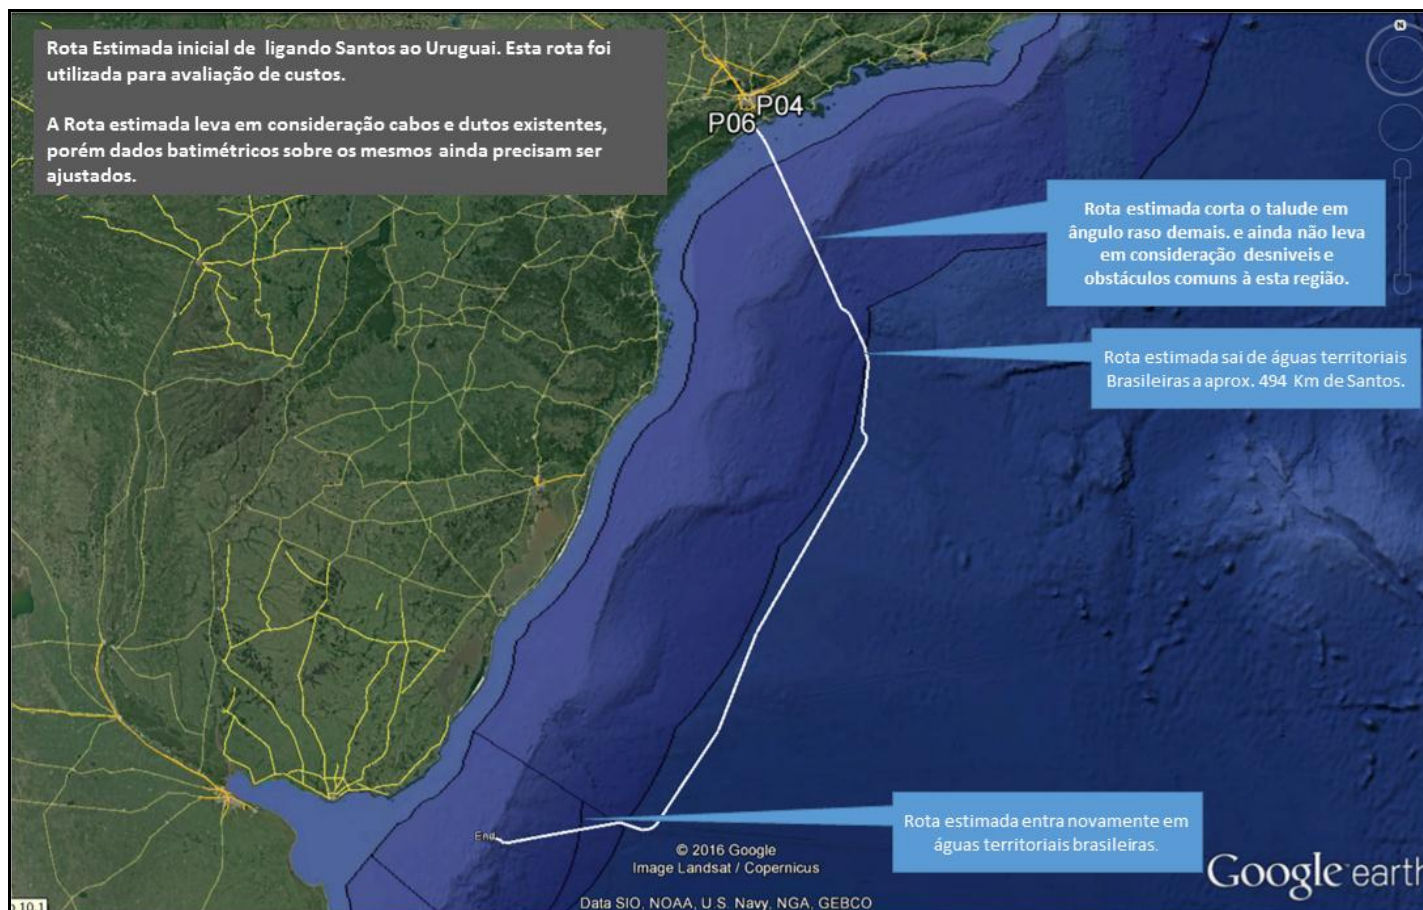 Rota Estimada inicial de ligando Santos ao Uruguai. Esta rota foi
utilizada para avaliação de custos.
A Rota estimada leva em consideração cabos e dutos existentes,
porém dados batimétricos sobre os mesmos ainda precisam ser
ajustados.
N
P04
P06
Rota estimada corta o talude em
ângulo raso demais. e ainda não leva
em consideração desniveis e
obstáculos comuns à esta região.
Rota estimada sai de águas territoriais
Brasileiras a aprox. 494 Km de Santos.
Rota estimada entra novamente em
águas territoriais brasileiras.
End
© 2016 Google
Image Landsat / Copernicus
Data SIO, NOAA, U.S. Navy, NGA, GEBCO
Google earth
10.1